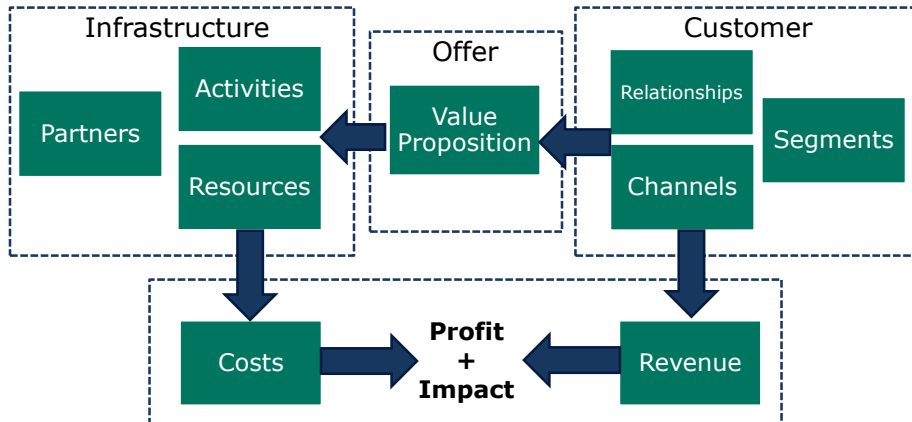 Infrastructure
Activities
Partners
Resources
Offer
Value
Proposition
Customer
Relationships
Segments
Channels
Costs
Profit
+
Impact
Revenue